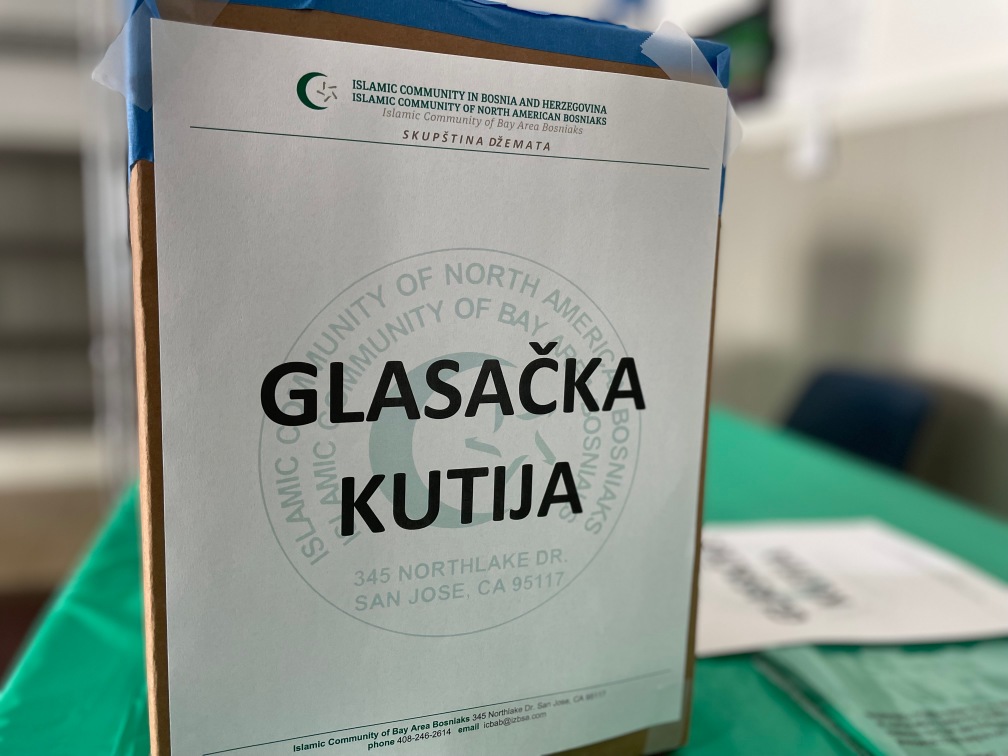 ISLAMIC COMMUNITY IN BOSNIA AND HERZEGOVINA
ISLAMIC COMMUNITY OF NORTH AMERICAN BOSNIAKS
Islamic Community of Bay Area Bosniaks
SKUPŠTINA DŽEMATA
ISLAMIC COMMUNITY OF NORTH AMERICAN BOSNIAKS
ISLAMIC COMMUNITY OF BAY AREA BOSNIAKS
GLASAČKA
KUTIJA
345 NORTHLAKE DR.
SAN JOSE, CA 95117
Islamic Community of Bay Area Bosniaks 345 Northlake Dr. San Jose, CA 95117
phone 408-246-2614 email icbab@izbsa.com